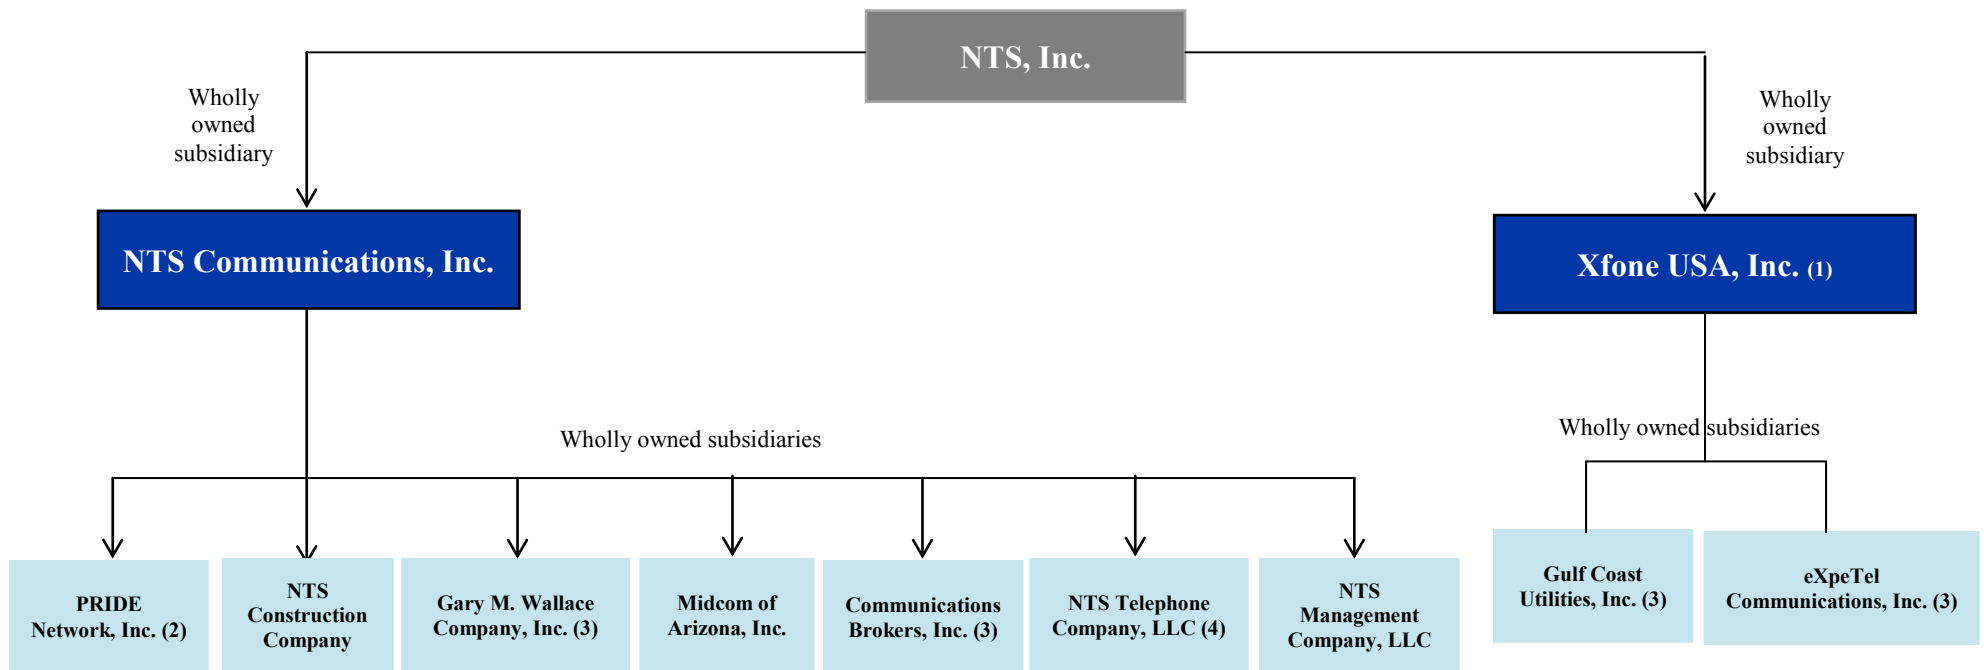 NTS, Inc.
Wholly
owned
subsidiary
Wholly
owned
subsidiary
NTS Communications, Inc.
Xfone USA, Inc. (1)
Wholly owned subsidiaries
Wholly owned subsidiaries
PRIDE
Network, Inc. (2)
NTS
Construction
Company
Gary M. Wallace
Company, Inc. (3)
Midcom of
Arizona, Inc.
Communications
Brokers, Inc. (3)
NTS Telephone
Company, LLC (4)
NTS
Management
Company, LLC
Gulf Coast
Utilities, Inc. (3)
eXpeTel
Communications, Inc. (3)